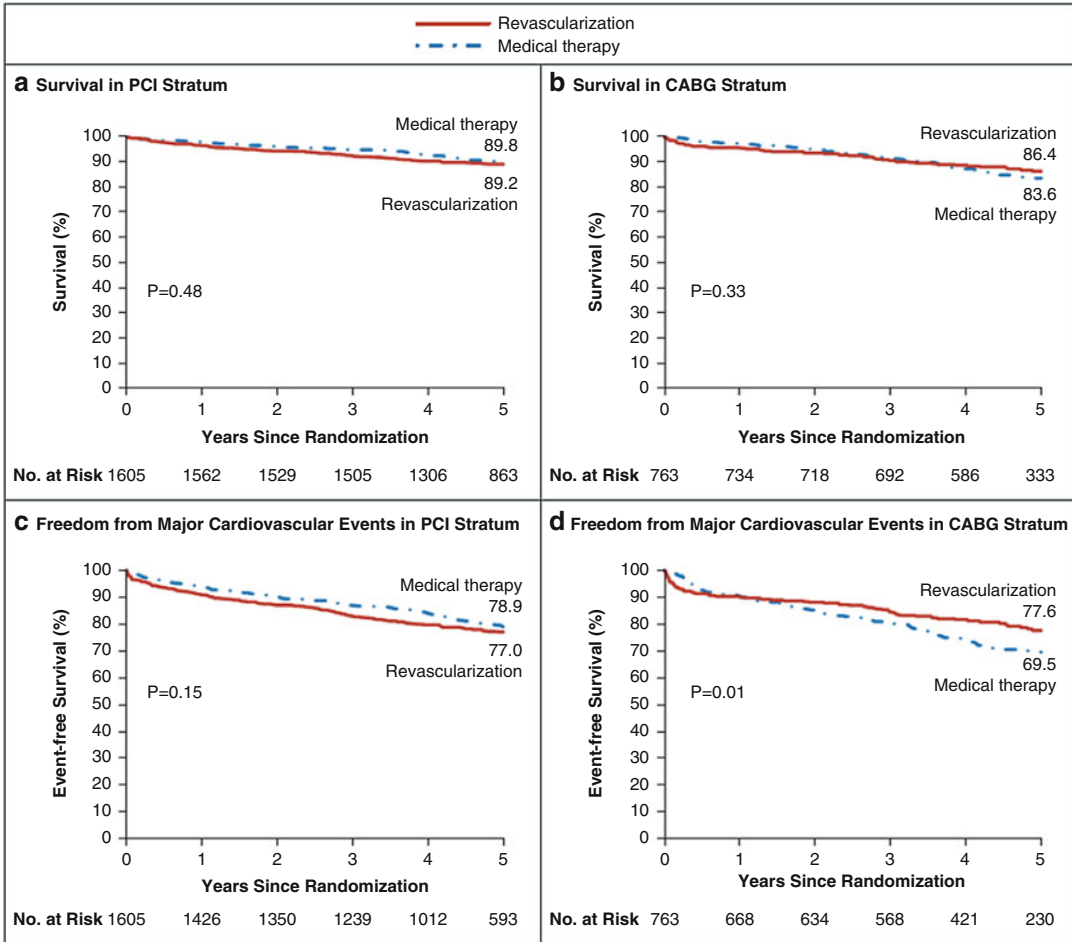 Revascularization
Medical therapy
a Survival in PCI Stratum
Survival (%)
100
90
80
70
60
50
40
30
20
10
0
Medical therapy
89.8
89.2
Revascularization
P=0.48
0 1 2 3 4 5
Years Since Randomization
No. at Risk 1605 1562 1529 1505 1306 863
b Survival in CABG Stratum
Survival (%)
100
90
80
70
60
50
40
30
20
10
0
Revascularization
86.4
83.6
Medical therapy
P=0.33
0 1 2 3 4 5
Years Since Randomization
No. at Risk 763 734 718 692 586 333
c Freedom from Major Cardiovascular Events in PCI Stratum
Event-free Survival (%)
100
90
80
70
60
50
40
30
20
10
0
Medical therapy
78.9
77.0
Revascularization
P=0.15
0 1 2 3 4 5
Years Since Randomization
No. at Risk 1605 1426 1350 1239 1012 593
d Freedom from Major Cardiovascular Events in CABG Stratum
Event-free Survival (%)
100
90
80
70
60
50
40
30
20
10
0
Revascularization
77.6
69.5
Medical therapy
P=0.01
0 1 2 3 4 5
Years Since Randomization
No. at Risk 763 668 634 568 421 230